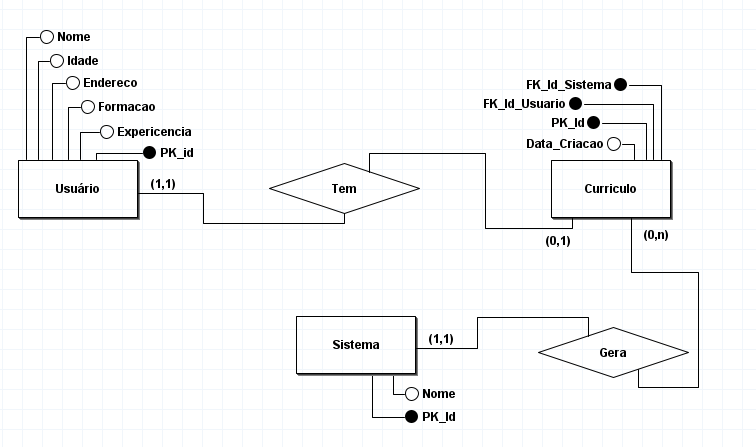 Nome
Idade
Endereco
Formacao
Expericencia
PK_id
Usuário
(1,1)
Tem
FK_Id_Sistema
FK_Id_Usuario
PK_Id
Data_Criacao
Curriculo
(0,1)
(0,n)
Sistema
(1,1)
Gera
Nome
PK_Id